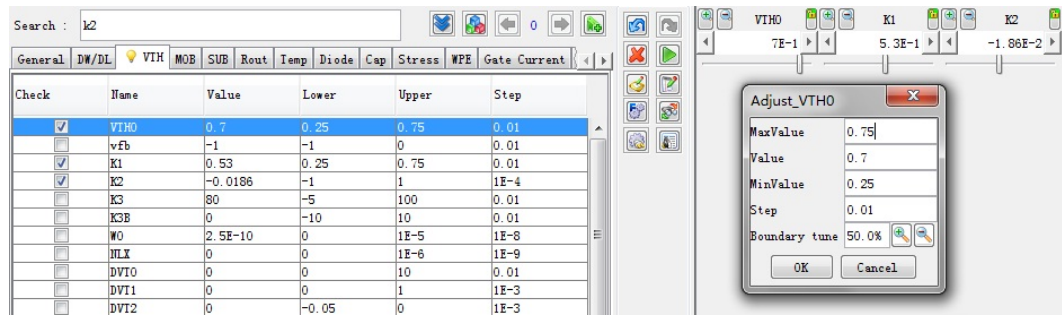 Search : k2 0
General DW/DL VTH MOB SUB Rout Temp Diode Cap Stress WPE Gate Current
Check Name Value Lower Upper Step
VTH0 0.7 0.25 0.75 0.01
vfb -1 -1 0 0.01
K1 0.53 0.25 0.75 0.01
K2 -0.0186 -1 1 1E-4
K3 80 -5 100 0.01
K3B 0 -10 10 0.01
W0 2.5E-10 0 1E-5 1E-8
NLX 0 0 1E-6 1E-9
DVT0 0 0 10 0.01
DVT1 0 0 1 1E-3
DVT2 0 -0.05 0 1E-3
VTH0 K1 K2
7E-1 5.3E-1 -1.86E-2
Adjust_VTH0
MaxValue 0.75
Value 0.7
MinValue 0.25
Step 0.01
Boundary tune 50.0%
OK Cancel